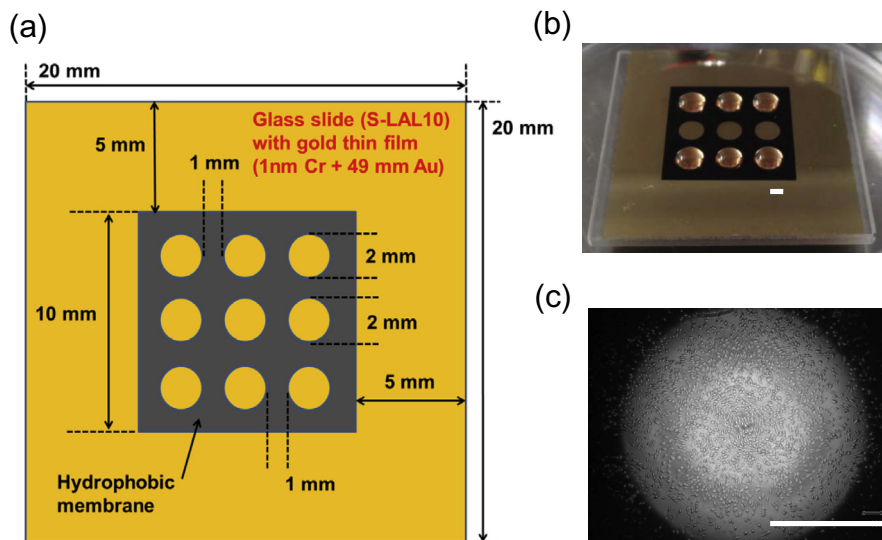 (a)
20 mm
Glass slide (S-LAL10)
with gold thin film
(1nm Cr + 49 mm Au)
5 mm
1 mm
20 mm
2 mm
10 mm
2 mm
5 mm
Hydrophobic
membrane
1 mm
(b)
(c)